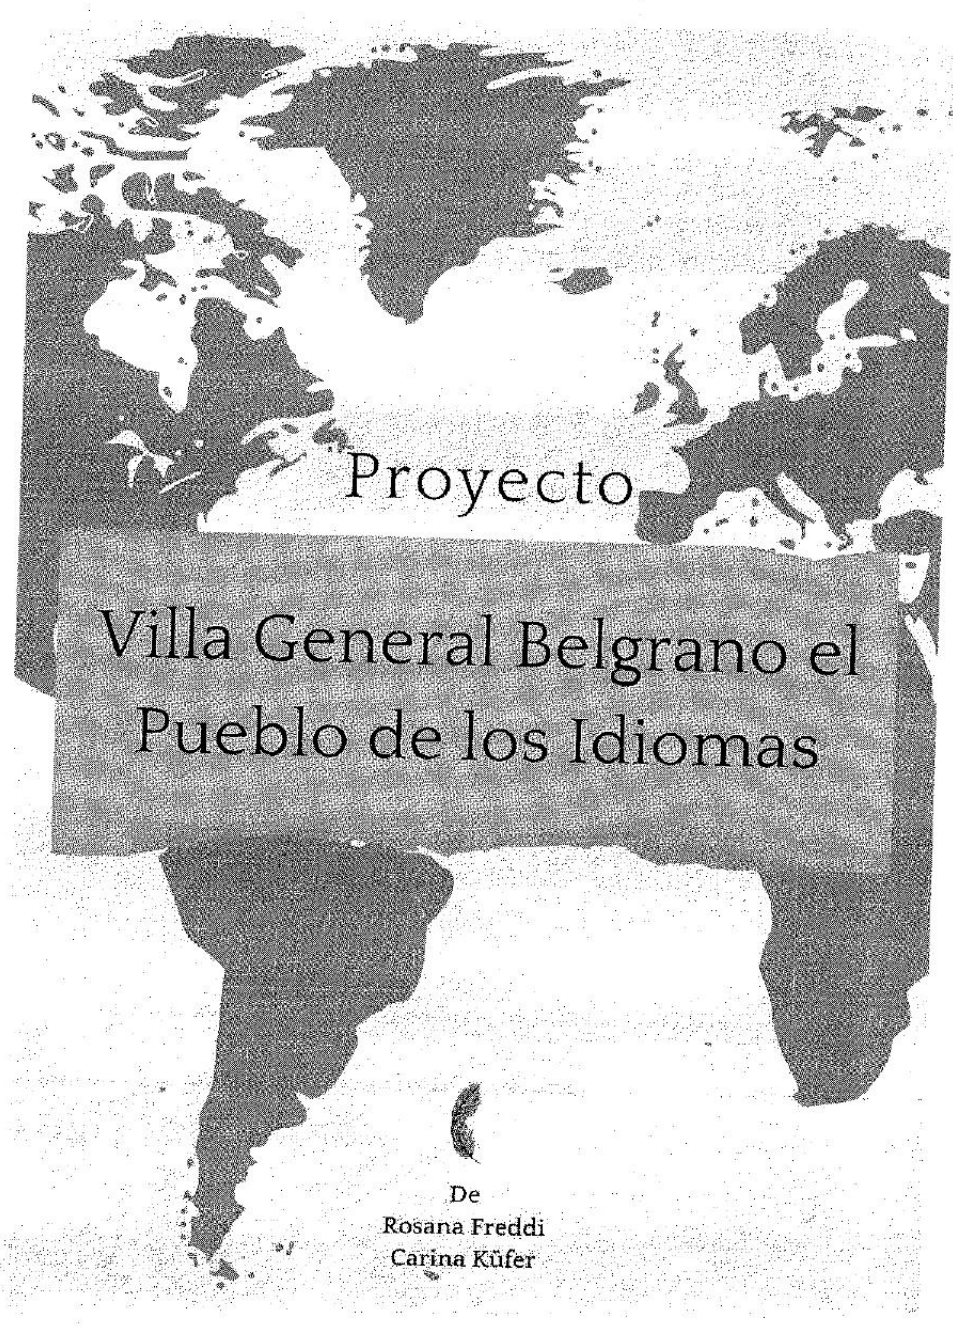 Proyecto
Villa General Belgrano el
Pueblo de los Idiomas
De
Rosana Freddi
Carina Küfer